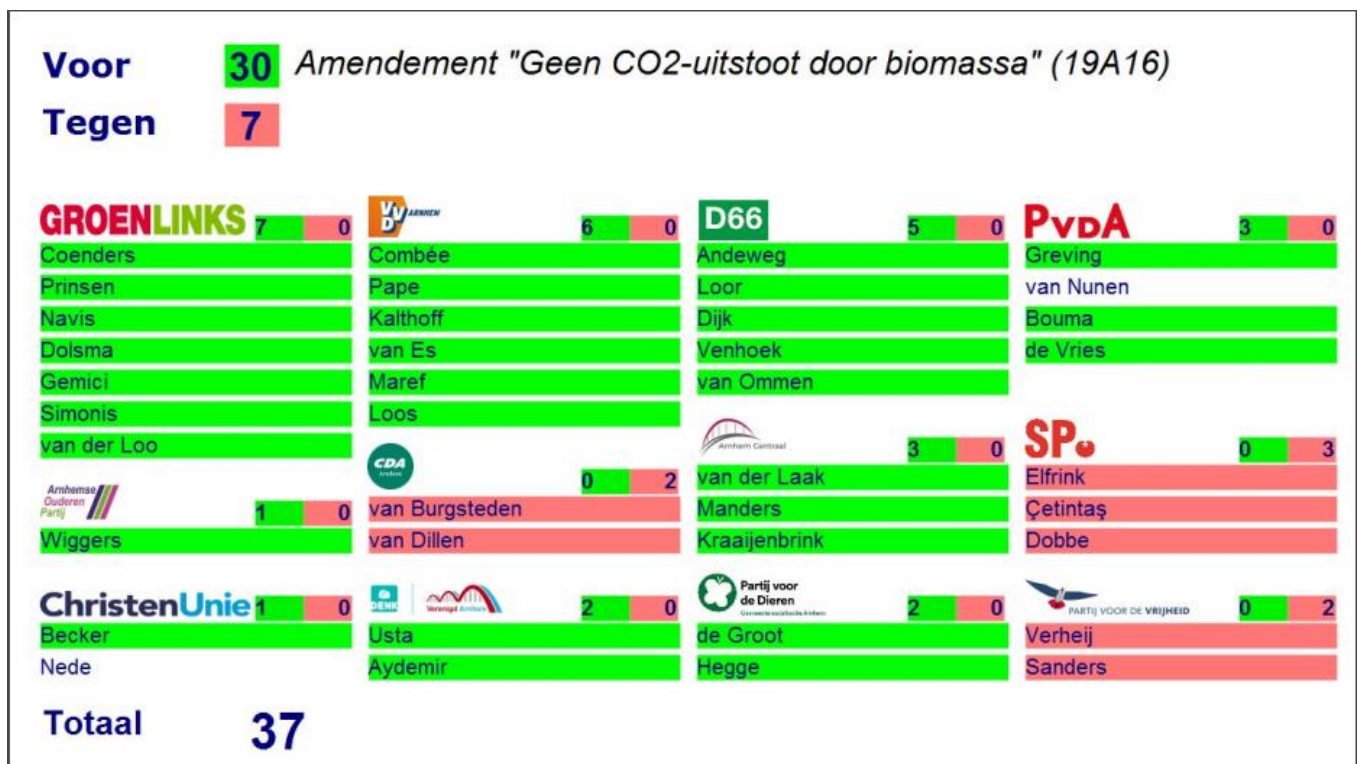 Voor 30 Amendement "Geen CO2-uitstoot door biomassa" (19A16)
Tegen 7
GROENLINKS 7 0
Coenders
Prinsen
Navis
Dolsma
Gemici
Simonis
van der Loo
VVD ARNHEM 6 0
Combée
Pape
Kalthoff
van Es
Maref
Loos
D66 5 0
Andeweg
Loor
Dijk
Venhoek
van Ommen
PvdA 3 0
Greving
van Nunen
Bouma
de Vries
Arnhemse
Ouderen
Partij 1 0
Wiggers
CDA
Arnhem
0 2
van Burgsteden
van Dillen
Arnhem Centraal 3 0
van der Laak
Manders
Kraaijenbrink
SP 0 3
Elfrink
Çetintaş
Dobbe
ChristenUnie 1 0
Becker
Nede
DENK Verenigd Arnhem 2 0
Usta
Aydemir
Partij voor
de Dieren
Gemeenteraadsfractie Arnhem
2 0
de Groot
Hegge
PARTIJ VOOR DE VRIJHEID 0 2
Verheij
Sanders
Totaal 37